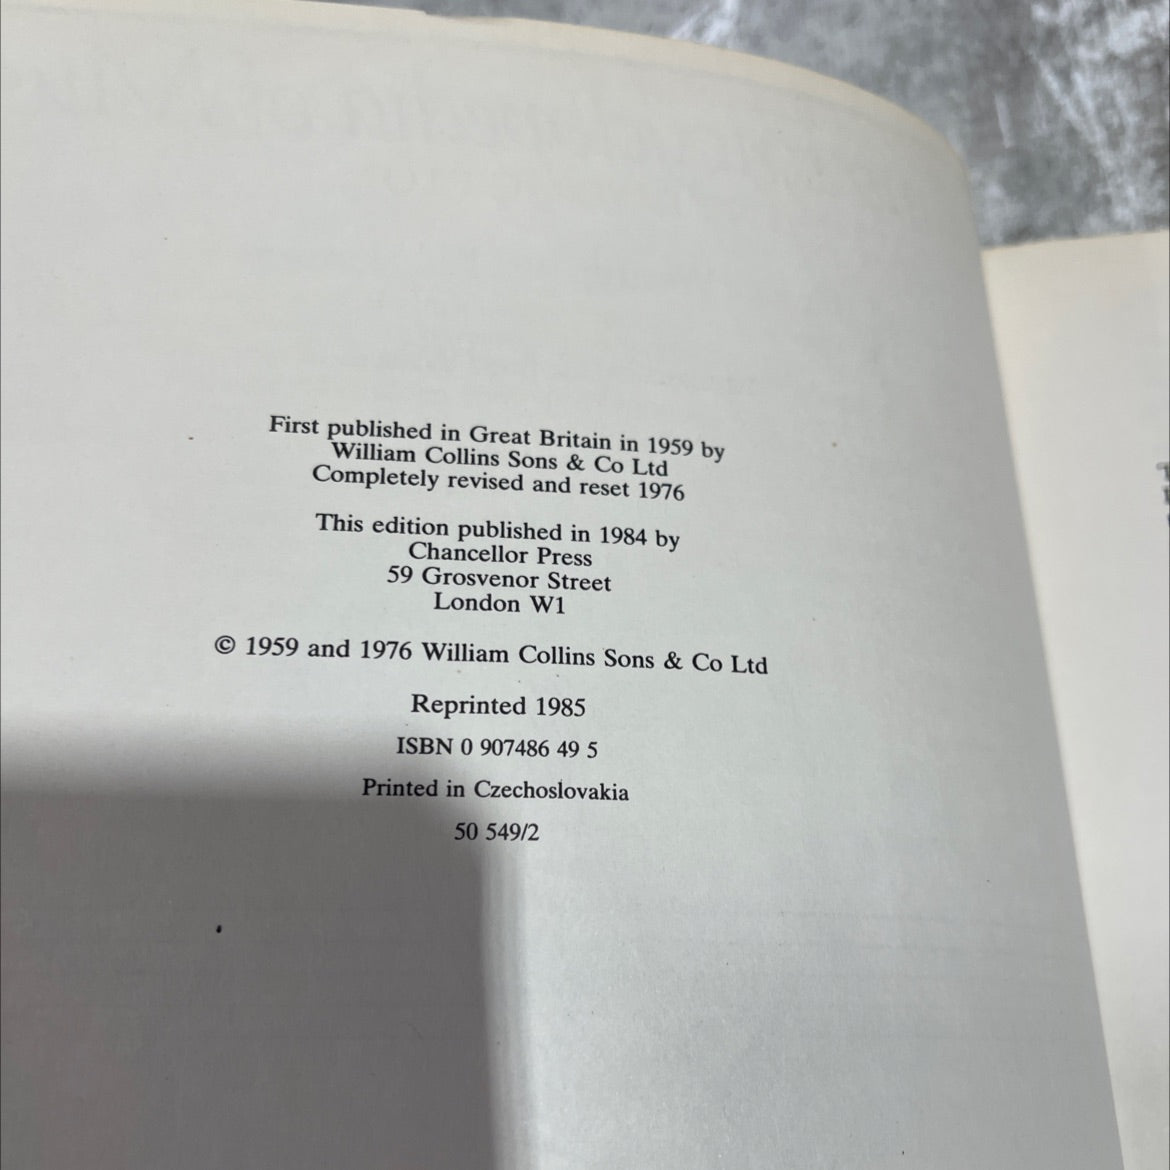 First published in Great Britain in 1959 by
William Collins Sons & Co Ltd
Completely revised and reset 1976
This edition published in 1984 by
Chancellor Press
59 Grosvenor Street
London W1
© 1959 and 1976 William Collins Sons & Co Ltd
Reprinted 1985
ISBN 0 907486 49 5
Printed in Czechoslovakia
50 549/2